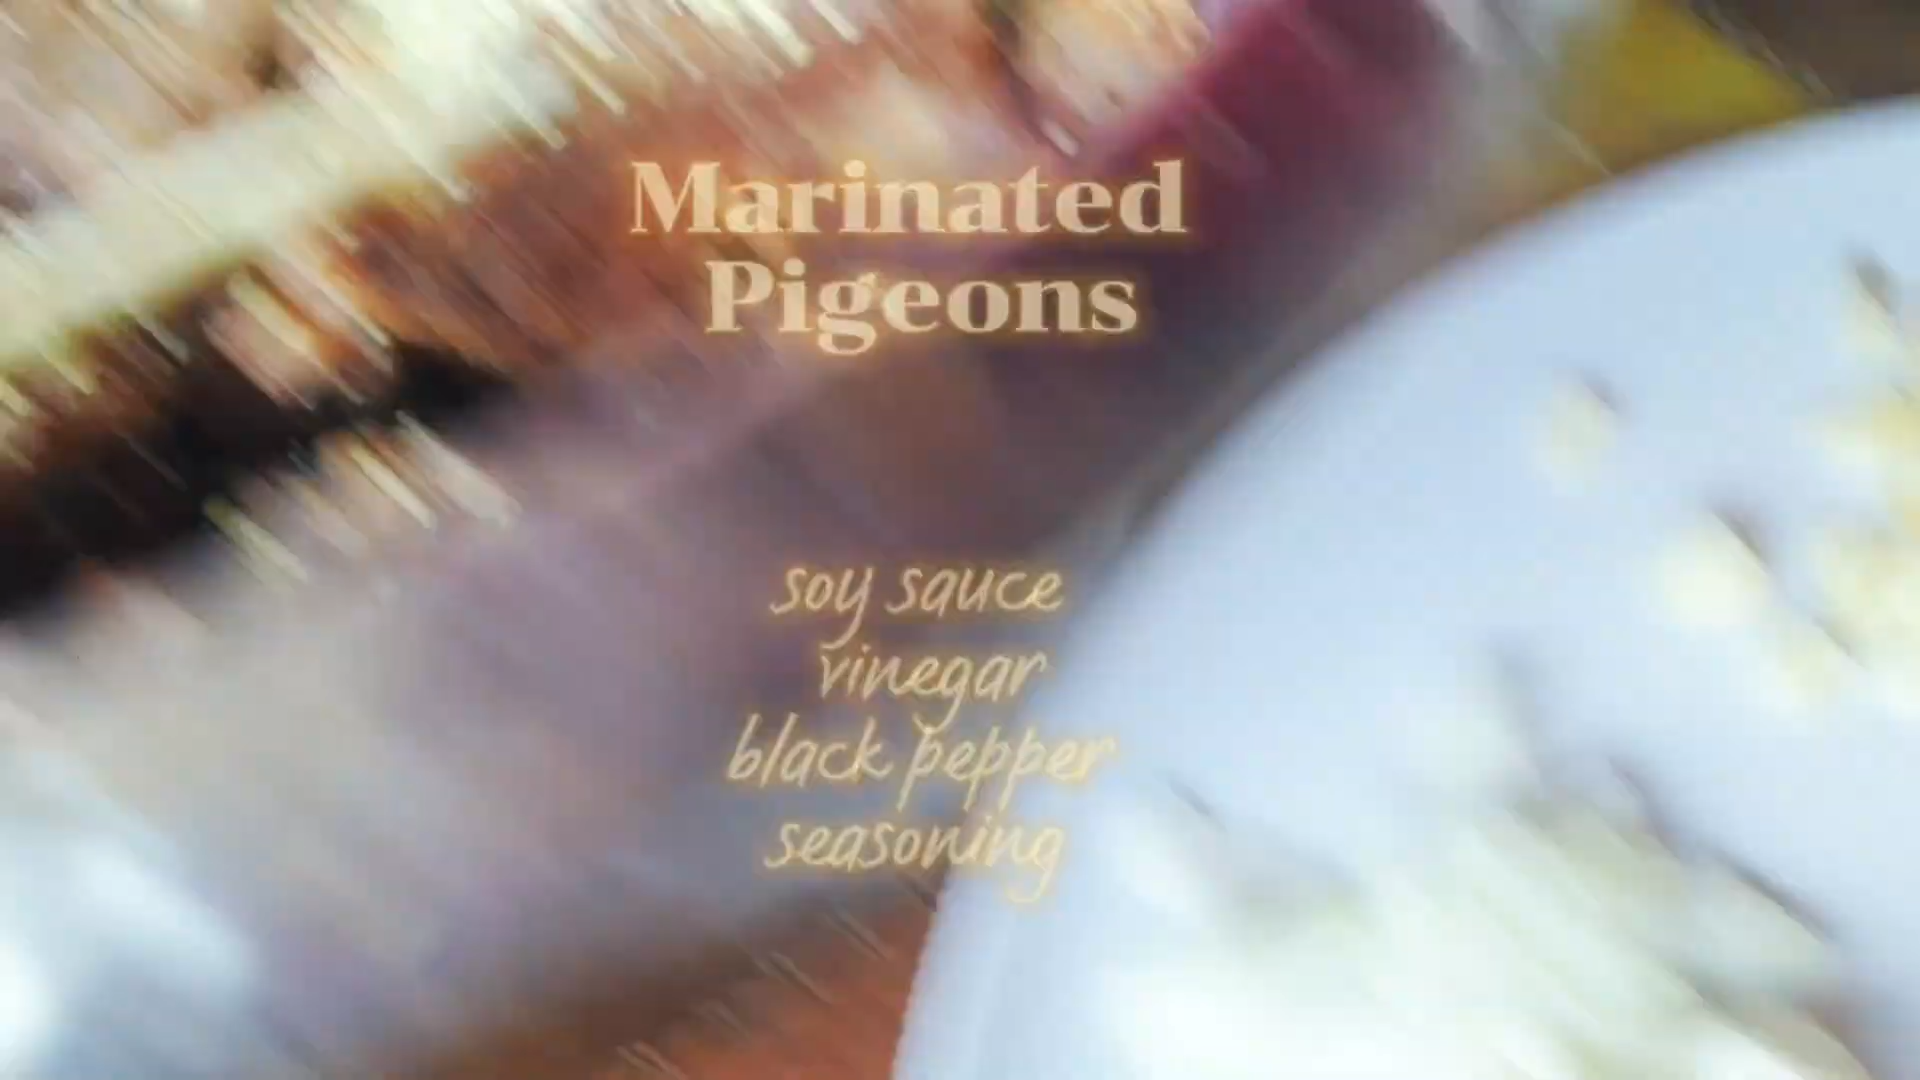 Marinated
Pigeons
soy sauce
vinegar
black pepper
seasoning